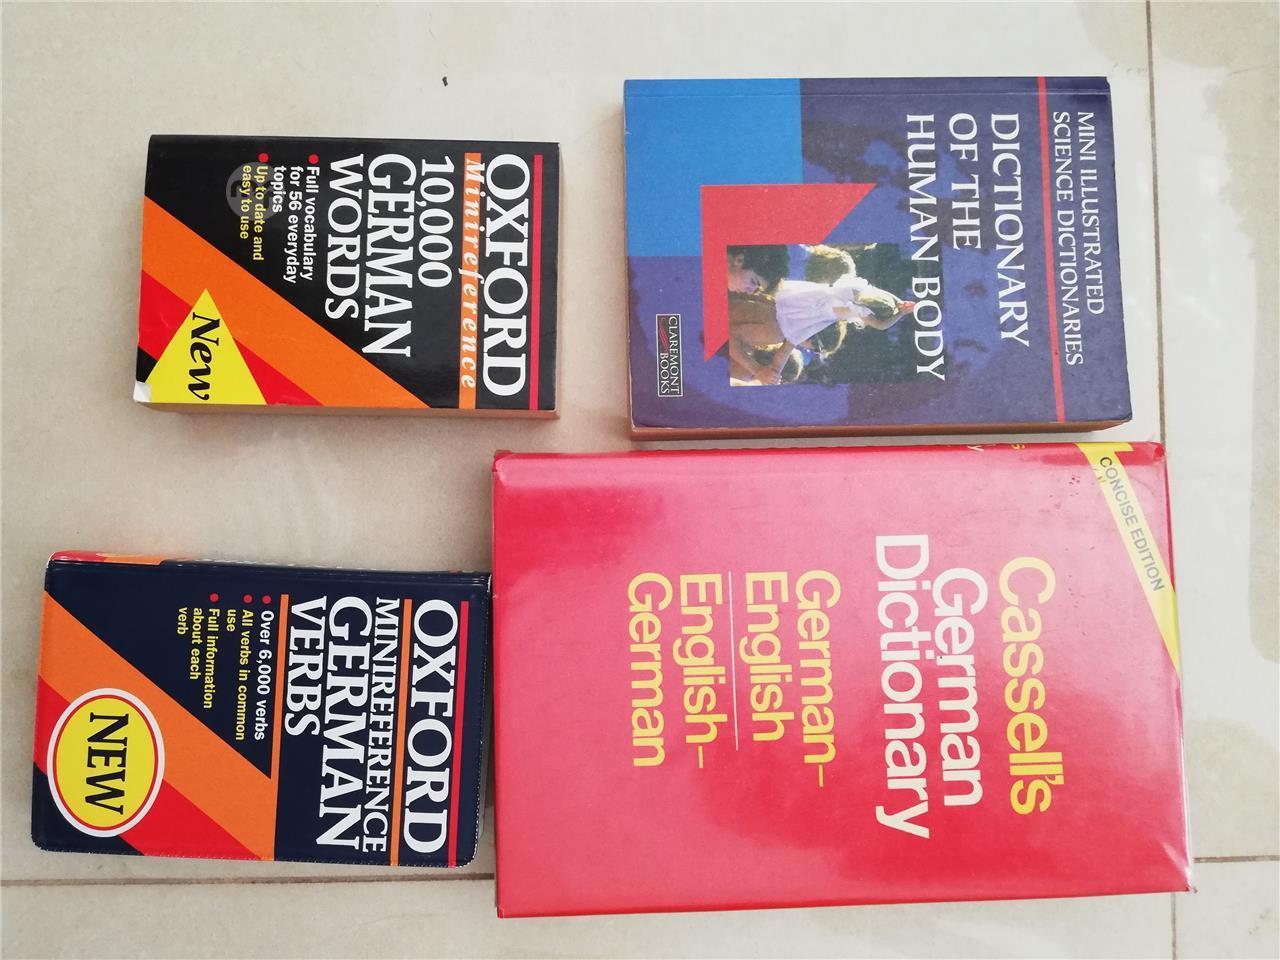 OXFORD
Minireference
10,000
GERMAN
WORDS
• Full vocabulary
for 56 everyday
topics
• Up to date and
easy to use
New
MINI ILLUSTRATED
SCIENCE DICTIONARIES
DICTIONARY
OF THE
HUMAN BODY
CLAREMONT
BOOKS
OXFORD
MINIREFERENCE
GERMAN
VERBS
• Over 6,000 verbs
• All verbs in common
use
• Full information
about each
verb
NEW
CONCISE EDITION
Cassell's
German
Dictionary
German–
English
English–
German